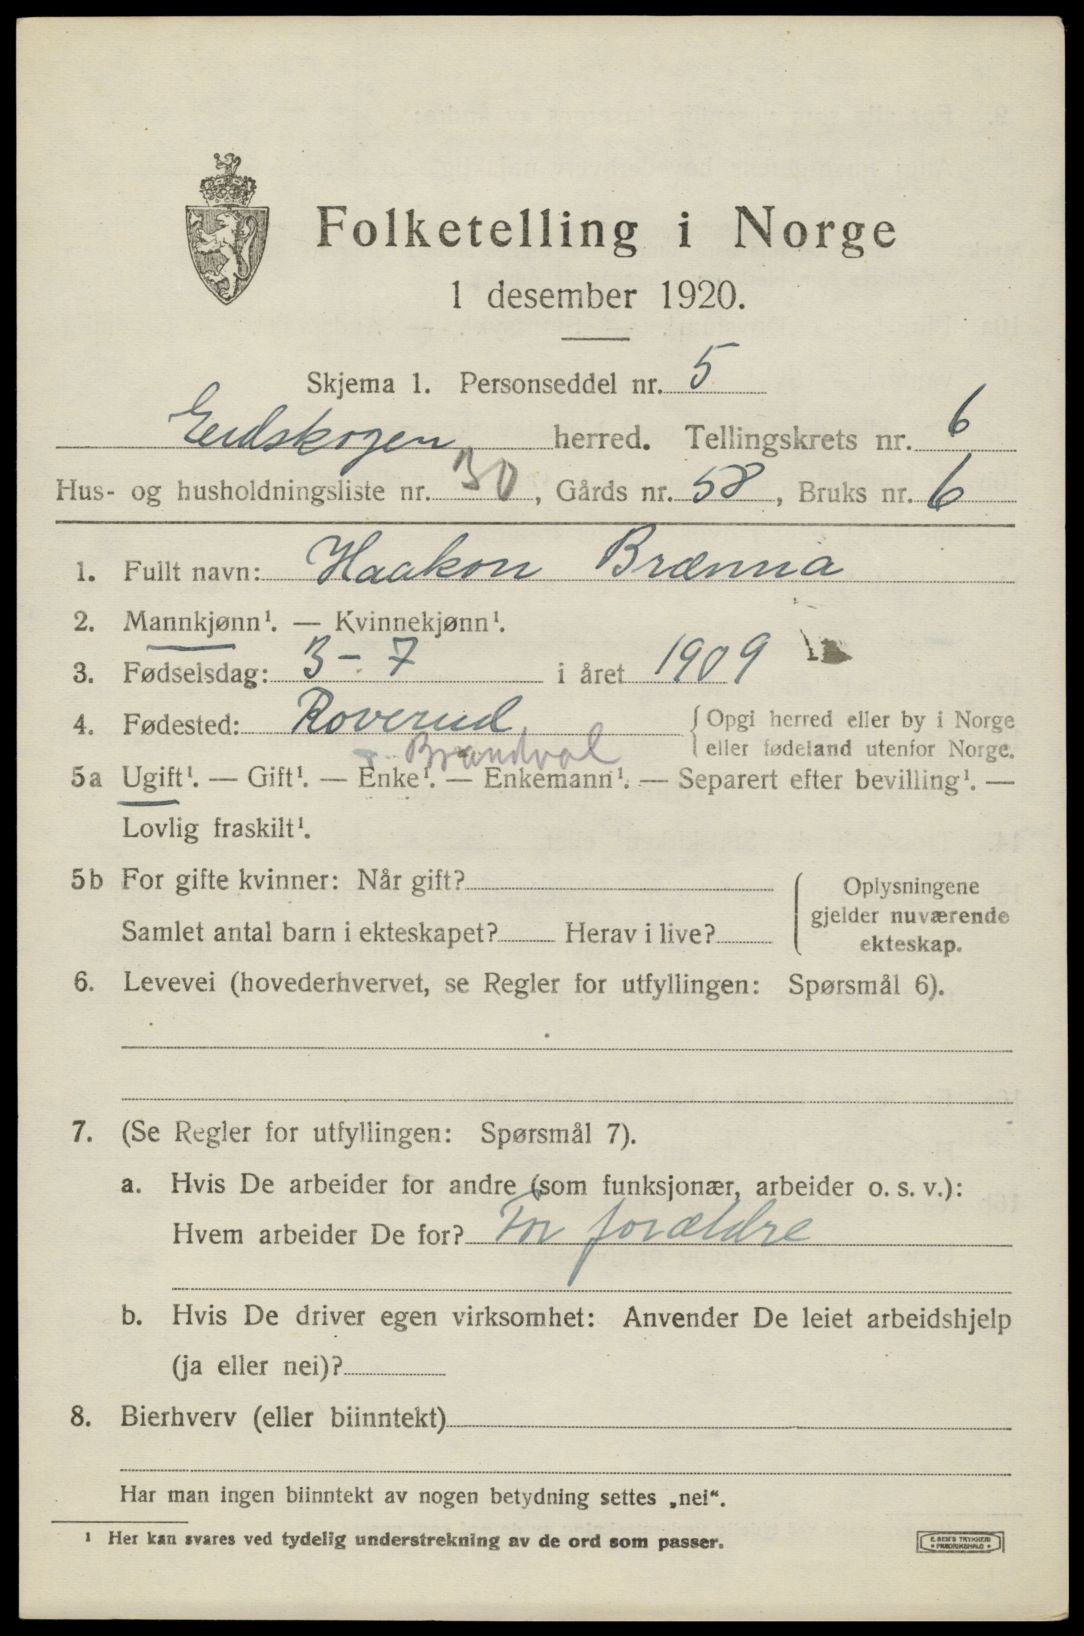 Folketelling i Norge
1 desember 1920.
Skjema 1. Personseddel nr. 5
Eidskogen herred. Tellingskrets nr. 6
Hus- og husholdningsliste nr. 30, Gårds nr. 58, Bruks nr. 6
1. Fullt navn: Haakon Brænna
2. Mannkjønn¹. — Kvinnekjønn¹.
3. Fødselsdag: 3 - 7 i året 1909
4. Fødested: Roverud {Opgi herred eller by i Norge
eller fødeland utenfor Norge.
Brandval
5a Ugift¹. — Gift¹. — Enke¹. — Enkemann¹. — Separert efter bevilling¹. —
Lovlig fraskilt¹.
5b For gifte kvinner: Når gift?
Samlet antal barn i ekteskapet? Herav i live?
{Oplysningene
gjelder nuværende
ekteskap.
6. Levevei (hovederhvervet, se Regler for utfyllingen: Spørsmål 6).
7. (Se Regler for utfyllingen: Spørsmål 7).
a. Hvis De arbeider for andre (som funksjonær, arbeider o. s. v.):
Hvem arbeider De for? For forældre
b. Hvis De driver egen virksomhet: Anvender De leiet arbeidshjelp
(ja eller nei)?
8. Bierhverv (eller biinntekt)
Har man ingen biinntekt av nogen betydning settes „nei“.
¹ Her kan svares ved tydelig understrekning av de ord som passer.
E. SEM'S TRYKKERI
FREDRIKSHALD